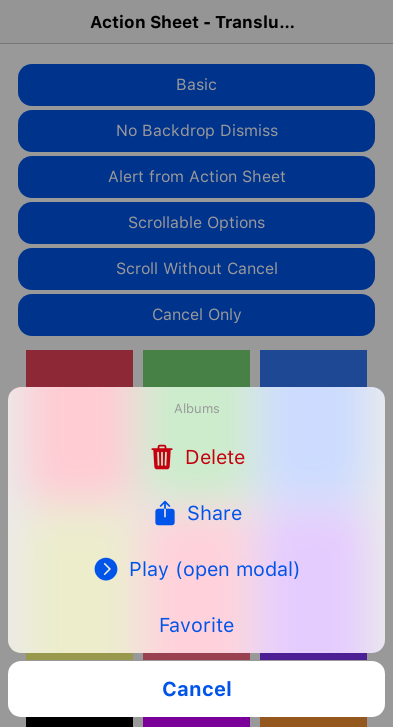 Action Sheet - Translu...
Basic
No Backdrop Dismiss
Alert from Action Sheet
Scrollable Options
Scroll Without Cancel
Cancel Only
Albums
Delete
Share
Play (open modal)
Favorite
Cancel